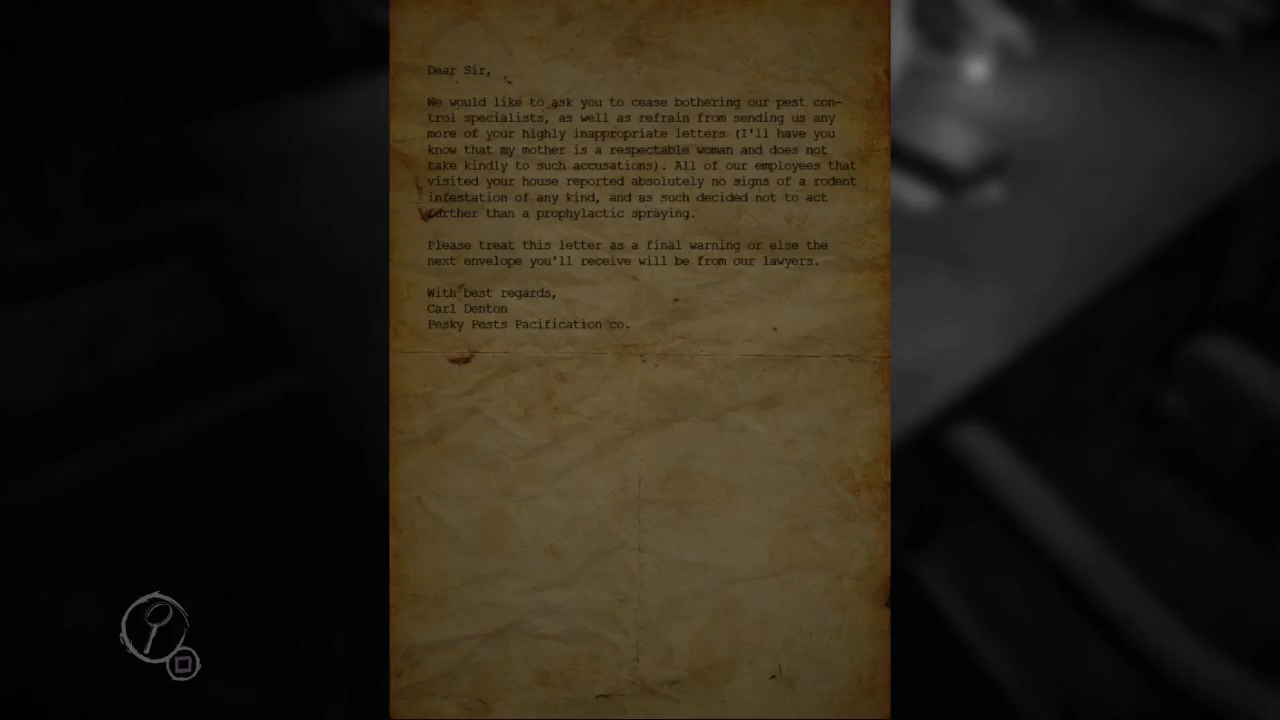 Dear Sir,
We would like to ask you to cease bothering our pest con-
trol specialists, as well as refrain from sending us any
more of your highly inappropriate letters (I'll have you
know that my mother is a respectable woman and does not
take kindly to such accusations). All of our employees that
visited your house reported absolutely no signs of a rodent
infestation of any kind, and as such decided not to act
further than a prophylactic spraying.
Please treat this letter as a final warning or else the
next envelope you'll receive will be from our lawyers.
With best regards,
Carl Denton
Pesky Pests Pacification co.